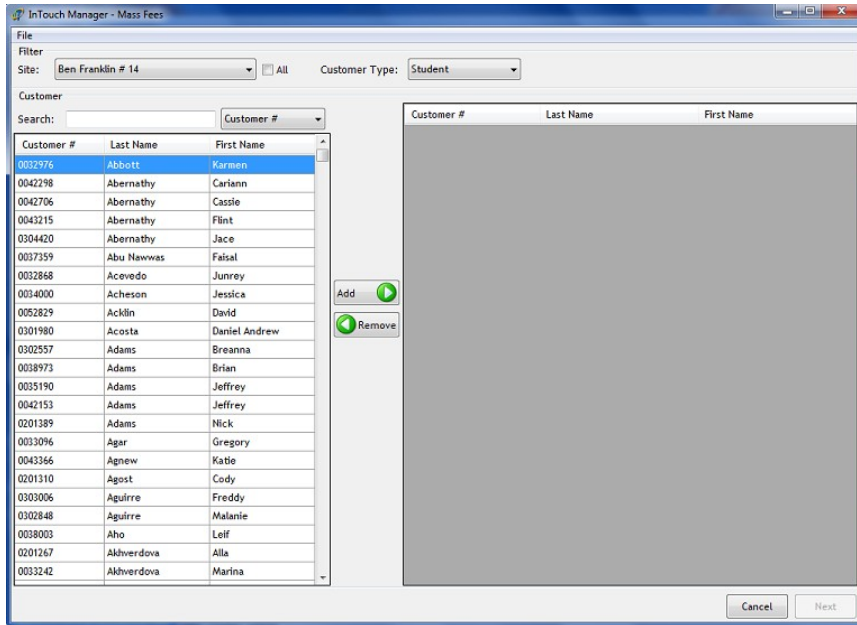 InTouch Manager - Mass Fees
File
Filter
Site: Ben Franklin # 14 All Customer Type: Student
Customer
Search: Customer #
Customer # Last Name First Name
Customer # Last Name First Name
0032976 Abbott Karmen
0042298 Abernathy Cariann
0042706 Abernathy Cassie
0043215 Abernathy Flint
0304420 Abernathy Jace
0037359 Abu Nawwas Faisal
0032868 Acevedo Junrey
0034000 Acheson Jessica
0052829 Acklin David
0301980 Acosta Daniel Andrew
0302557 Adams Breanna
0038973 Adams Brian
0035190 Adams Jeffrey
0042153 Adams Jeffrey
0201389 Adams Nick
0033096 Agar Gregory
0043366 Agnew Katie
0201310 Agost Cody
0303006 Aguirre Freddy
0302848 Aguirre Malanie
0038003 Aho Leif
0201267 Akhverdova Alla
0033242 Akhverdova Marina
Add
Remove
Cancel Next